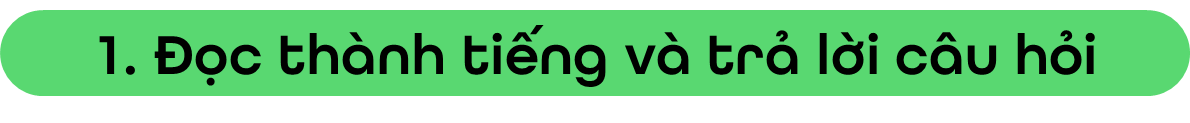 1. Đọc thành tiếng và trả lời câu hỏi